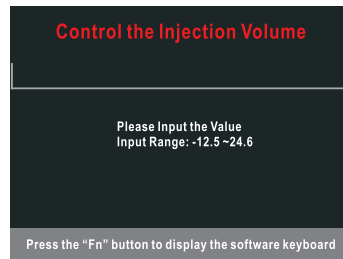 Control the Injection Volume
Please Input the Value
Input Range: -12.5 ~24.6
Press the “Fn” button to display the software keyboard